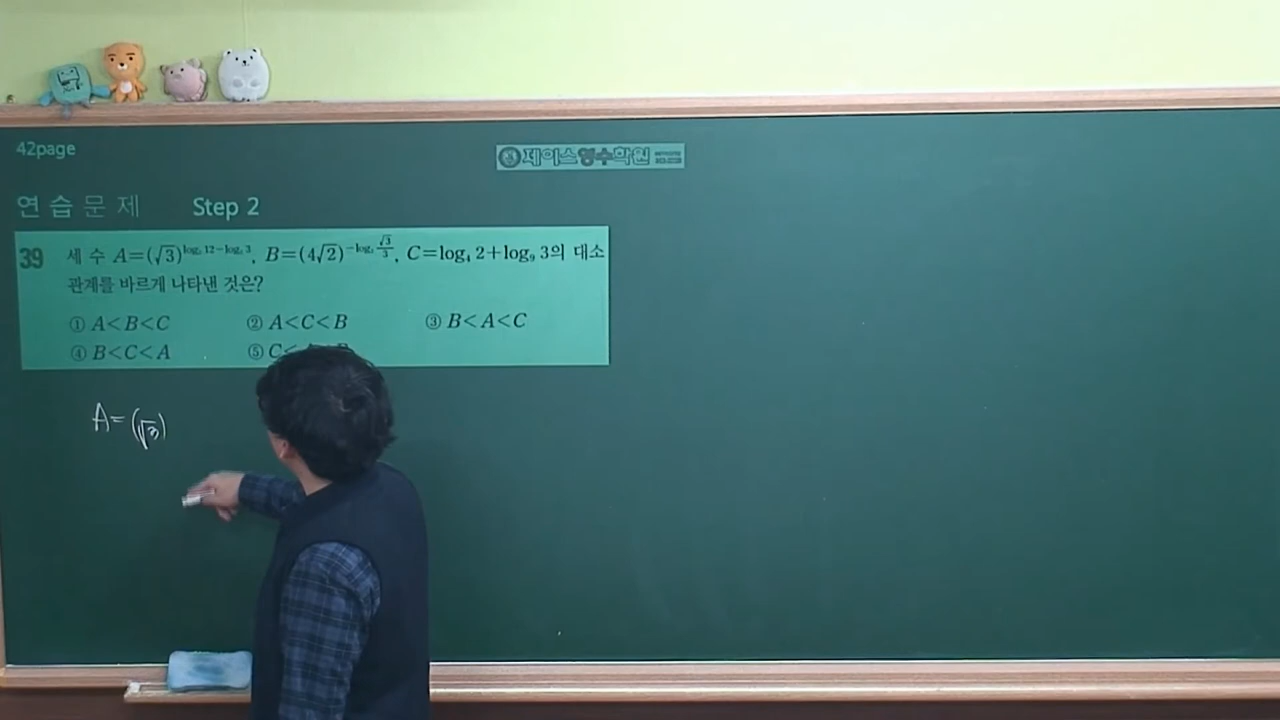 42page
제이스영수학원
연습문제 Step 2
39 세 수 A=(√3)^{log₂ 12-log₂ 3}, B=(4√2)^{-log₃ √3/3}, C=log₄ 2+log₉ 3의 대소
관계를 바르게 나타낸 것은?
① A<B<C ② A<C<B ③ B<A<C
④ B<C<A ⑤ C<
A=(√3)